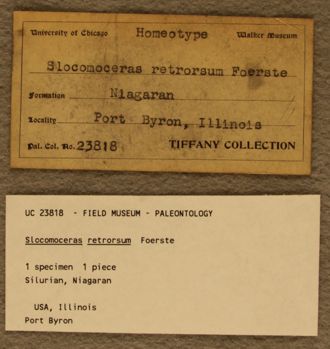 University of Chicago Homeotype Walker Museum
Slocomoceras retrorsum Foerste
Formation Niagaran
Locality Port Byron, Illinois
Pal. Col. No. 23818 TIFFANY COLLECTION
UC 23818 - FIELD MUSEUM - PALEONTOLOGY
Slocomoceras retrorsum Foerste
1 specimen 1 piece
Silurian, Niagaran
USA, Illinois
Port Byron